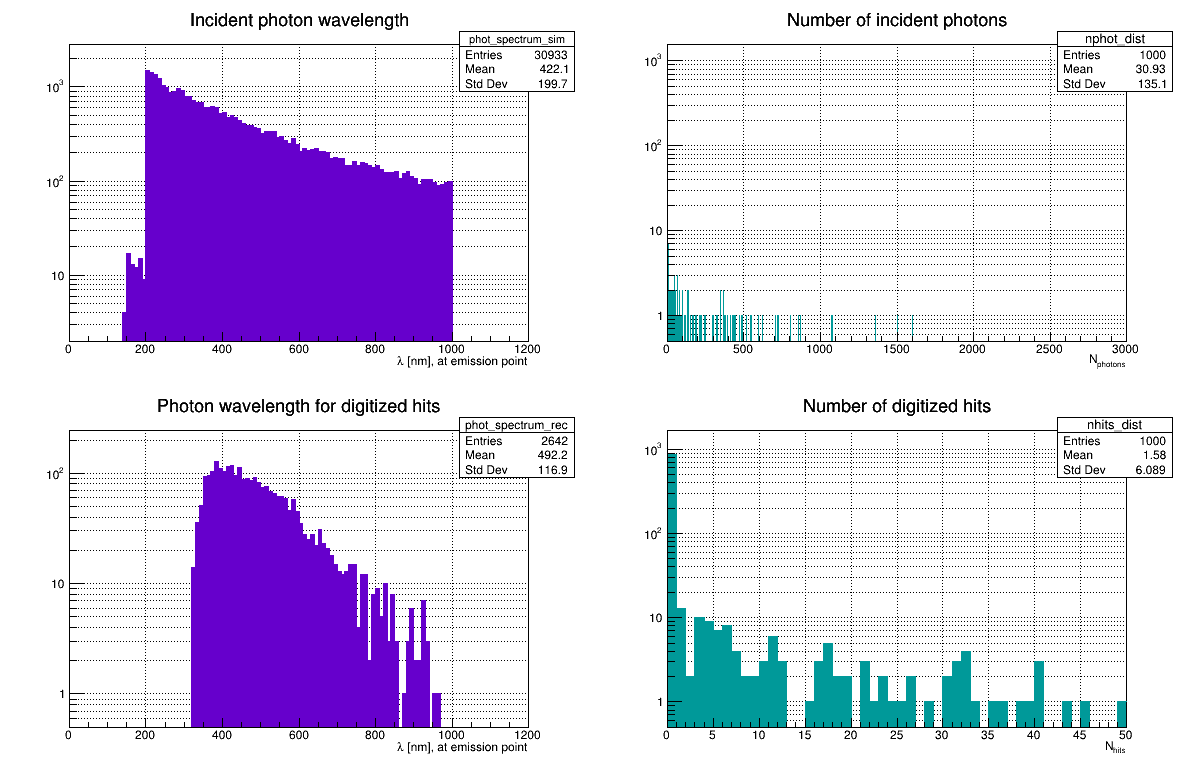 Incident photon wavelength
phot_spectrum_sim
Entries 30933
Mean 422.1
Std Dev 199.7
10³
10²
10
0 200 400 600 800 1000 1200
λ [nm], at emission point
Number of incident photons
nphot_dist
Entries 1000
Mean 30.93
Std Dev 135.1
10³
10²
10
1
0 500 1000 1500 2000 2500 3000
N_photons
Photon wavelength for digitized hits
phot_spectrum_rec
Entries 2642
Mean 492.2
Std Dev 116.9
10²
10
1
0 200 400 600 800 1000 1200
λ [nm], at emission point
Number of digitized hits
nhits_dist
Entries 1000
Mean 1.58
Std Dev 6.089
10³
10²
10
1
0 5 10 15 20 25 30 35 40 45 50
N_hits